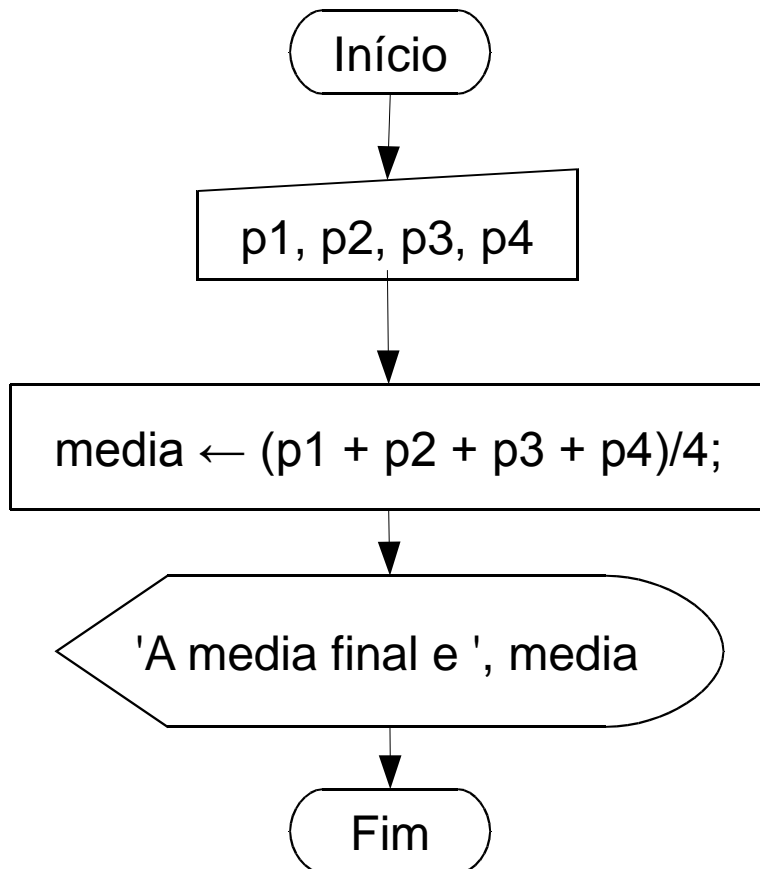 Início
p1, p2, p3, p4
media ← (p1 + p2 + p3 + p4)/4;
'A media final e ', media
Fim